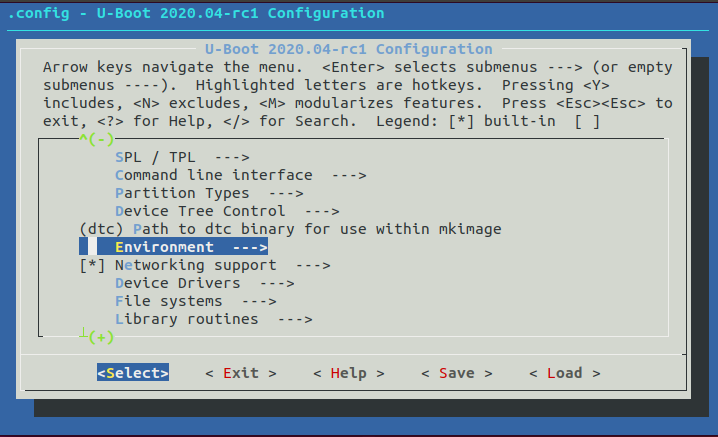 .config - U-Boot 2020.04-rc1 Configuration
U-Boot 2020.04-rc1 Configuration
Arrow keys navigate the menu.  <Enter> selects submenus ---> (or empty
submenus ----).  Highlighted letters are hotkeys.  Pressing <Y>
includes, <N> excludes, <M> modularizes features.  Press <Esc><Esc> to
exit, <?> for Help, </> for Search.  Legend: [*] built-in  [ ]
^(-)
SPL / TPL  --->
Command line interface  --->
Partition Types  --->
Device Tree Control  --->
(dtc) Path to dtc binary for use within mkimage
Environment  --->
[*] Networking support  --->
Device Drivers  --->
File systems  --->
Library routines  --->
┴(+)
<Select>    < Exit >    < Help >    < Save >    < Load >